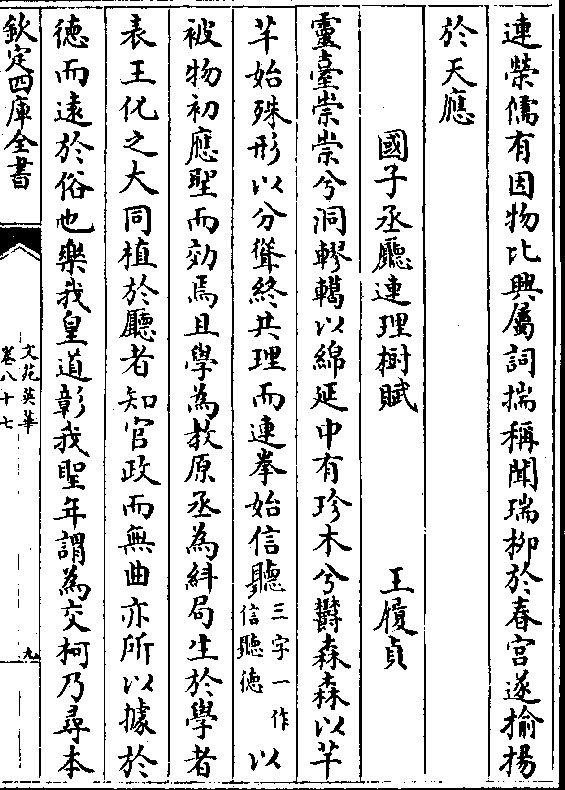 連榮儒有因物比興屬詞揣稱聞瑞栁於春宫遂揄揚
於天應
國子丞廳連理樹賦 王履貞
靈臺崇崇兮洞轇轕以綿延中有珍木兮欝森森以芊
芊始殊形以分聳終共理而連拳始信聽三字一作信聽徳以
被物初應聖而効焉且學為教原丞為紏局生於學者
表王化之大同植於廳者知官政而無曲亦所以據於
徳而遠於俗也樂我皇道彰我聖年謂為交柯乃尋本
欽定四庫全書
文苑英華
卷八十七
九